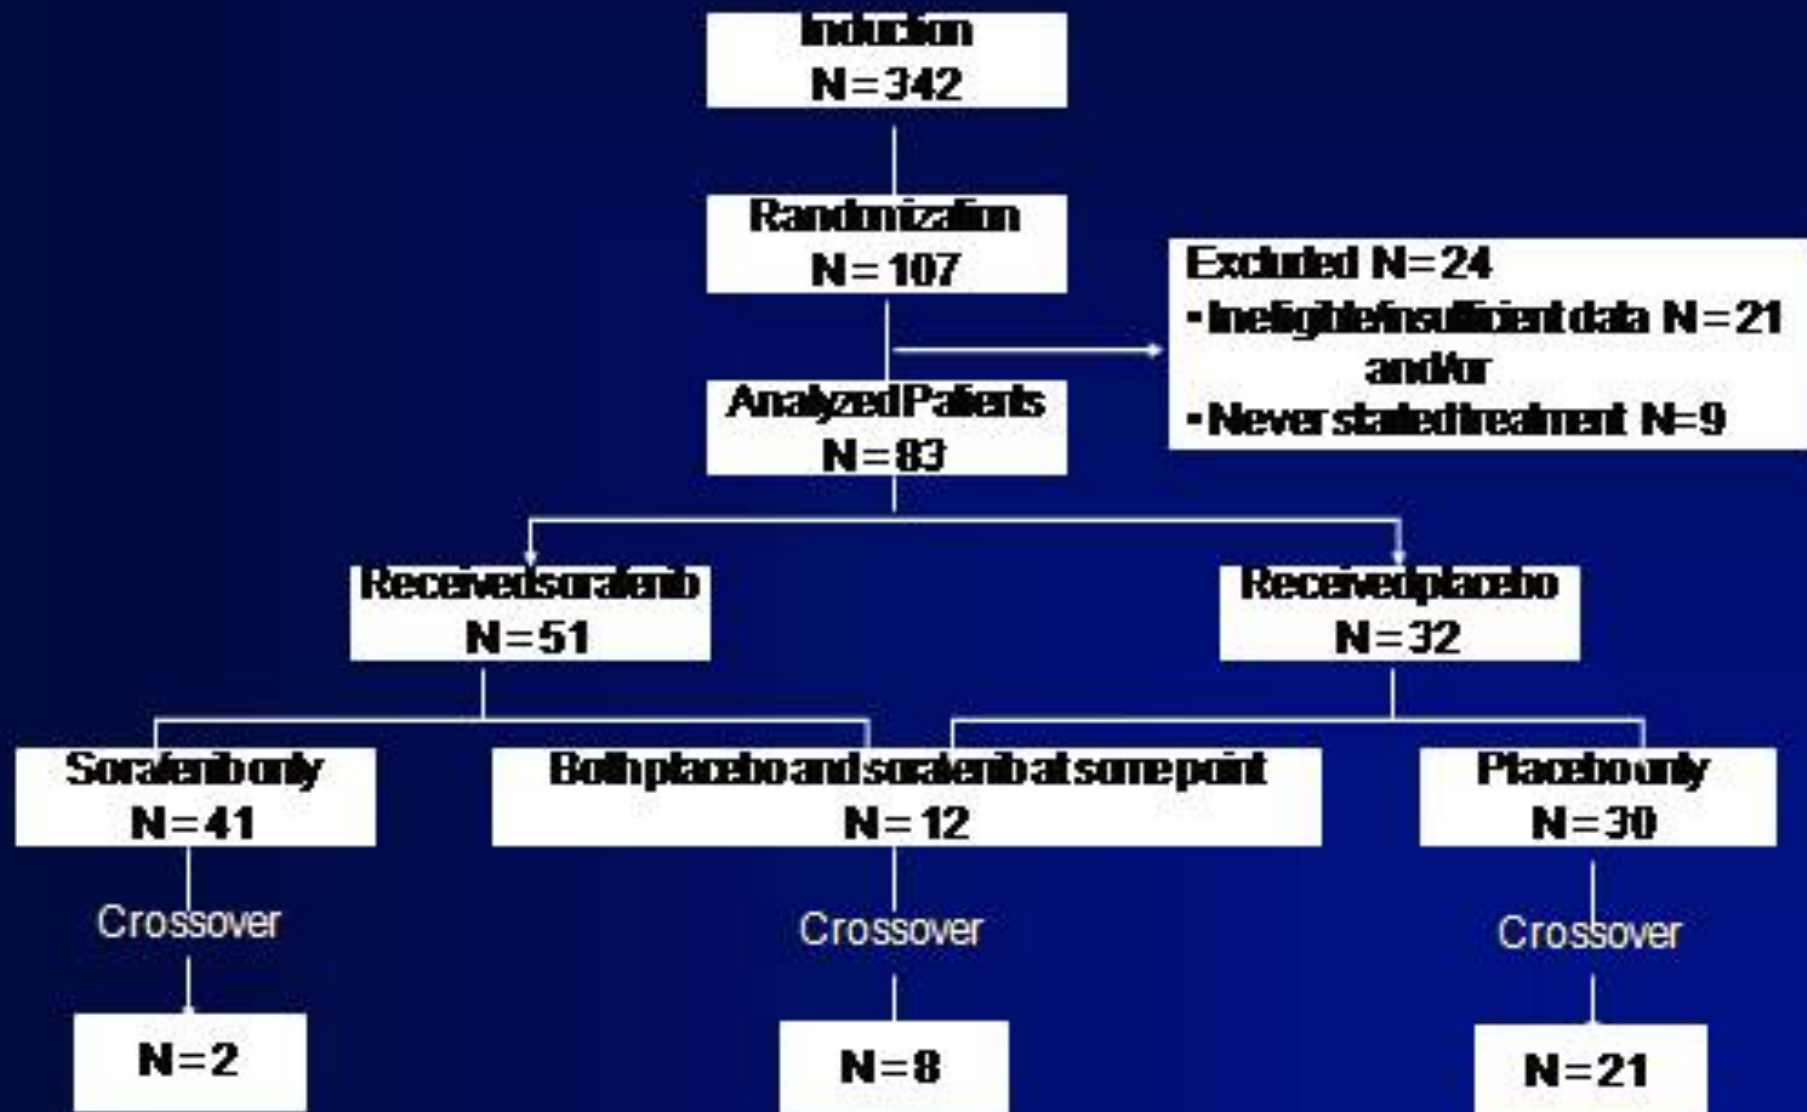 Induction
N=342
Randomization
N=107
Excluded N=24
▪Ineligible/insufficient data N=21
and/or
▪Never started treatment N=9
Analyzed Patients
N=83
Received sorafenib
N=51
Received placebo
N=32
Sorafenib only
N=41
Both placebo and sorafenib at some point
N=12
Placebo only
N=30
Crossover
Crossover
Crossover
N=2
N=8
N=21